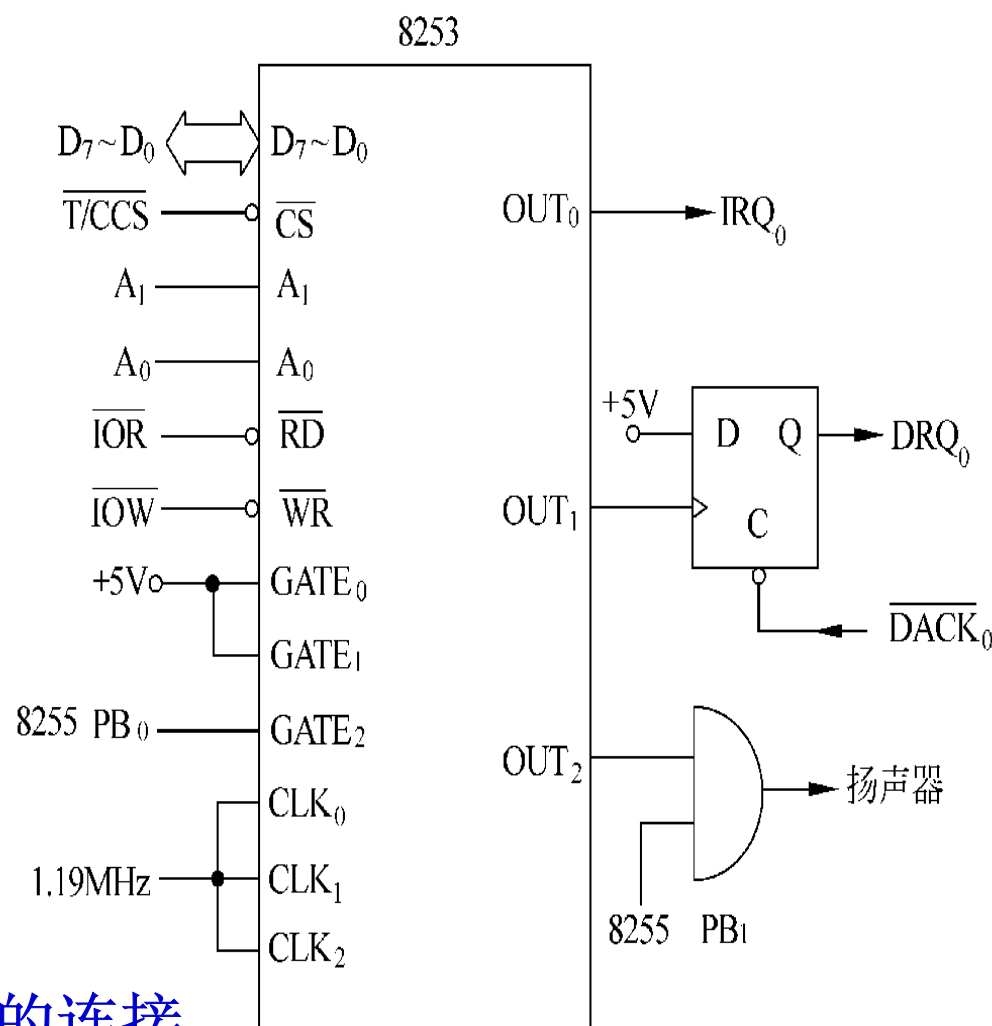 8253
D₇~D₀
D₇~D₀
T/CCS
CS
OUT₀
IRQ₀
A₁
A₁
A₀
A₀
+5V
D
Q
DRQ₀
IOR
RD
IOW
WR
OUT₁
C
+5V
GATE₀
DACK₀
GATE₁
8255 PB₀
GATE₂
OUT₂
扬声器
CLK₀
1.19MHz
CLK₁
8255 PB₁
CLK₂
的连接